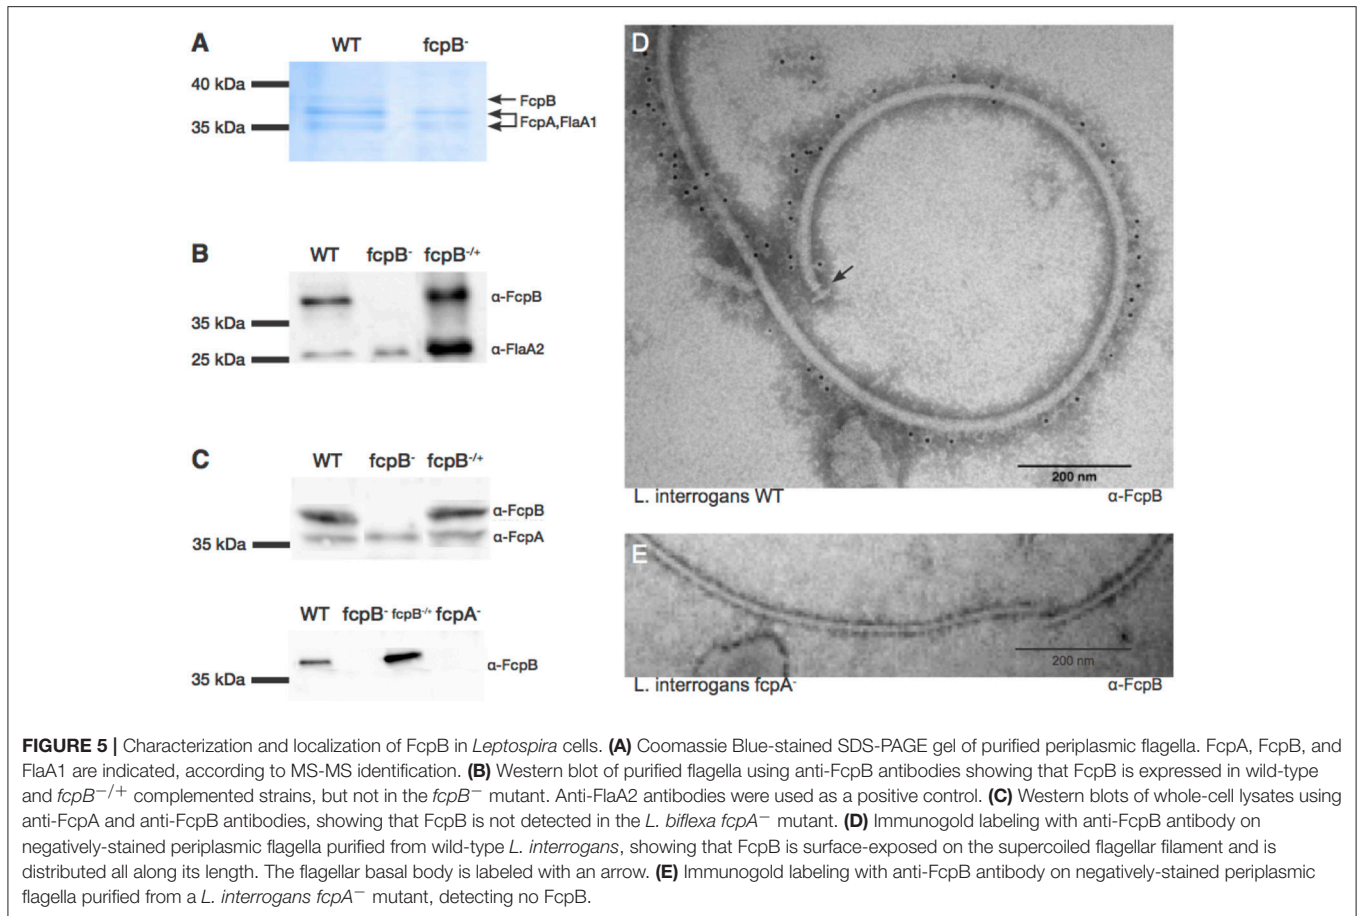 A
WT fcpB-
40 kDa
FcpB
FcpA,FlaA1
35 kDa
B
WT fcpB- fcpB-/+
α-FcpB
35 kDa
α-FlaA2
25 kDa
C
WT fcpB- fcpB-/+
α-FcpB
α-FcpA
35 kDa
WT fcpB- fcpB-/+ fcpA-
α-FcpB
35 kDa
D
200 nm
L. interrogans WT α-FcpB
E
200 nm
L. interrogans fcpA- α-FcpB
FIGURE 5 | Characterization and localization of FcpB in Leptospira cells. (A) Coomassie Blue-stained SDS-PAGE gel of purified periplasmic flagella. FcpA, FcpB, and
FlaA1 are indicated, according to MS-MS identification. (B) Western blot of purified flagella using anti-FcpB antibodies showing that FcpB is expressed in wild-type
and fcpB−/+ complemented strains, but not in the fcpB− mutant. Anti-FlaA2 antibodies were used as a positive control. (C) Western blots of whole-cell lysates using
anti-FcpA and anti-FcpB antibodies, showing that FcpB is not detected in the L. biflexa fcpA− mutant. (D) Immunogold labeling with anti-FcpB antibody on
negatively-stained periplasmic flagella purified from wild-type L. interrogans, showing that FcpB is surface-exposed on the supercoiled flagellar filament and is
distributed all along its length. The flagellar basal body is labeled with an arrow. (E) Immunogold labeling with anti-FcpB antibody on negatively-stained periplasmic
flagella purified from a L. interrogans fcpA− mutant, detecting no FcpB.